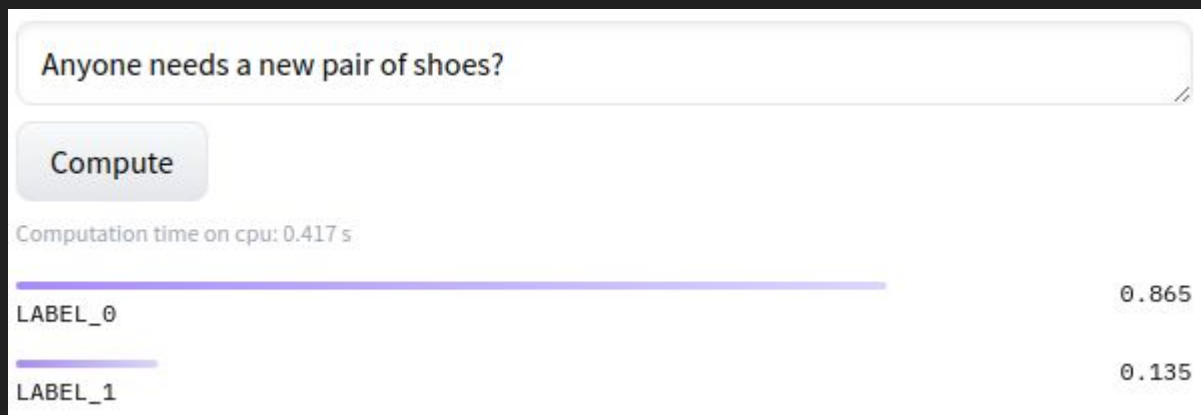 Anyone needs a new pair of shoes?
Compute
Computation time on cpu: 0.417 s
0.865
LABEL_0
0.135
LABEL_1